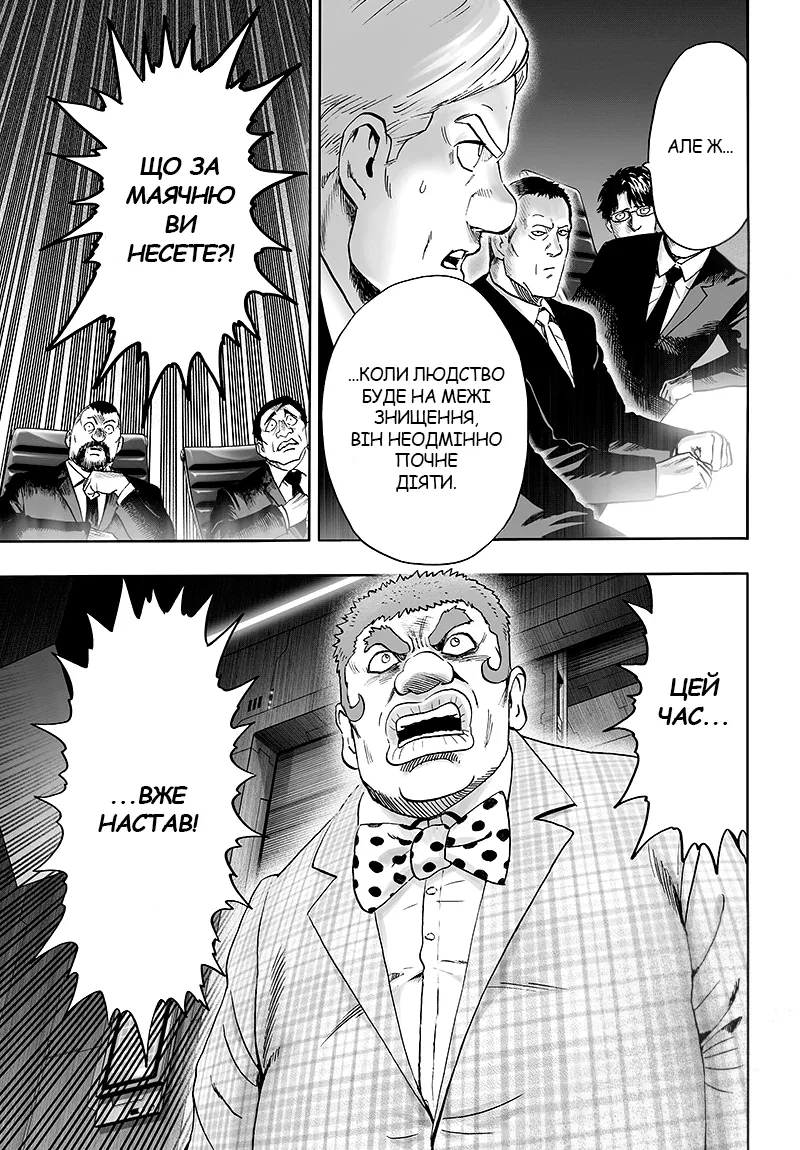 АЛЕ Ж...
...КОЛИ ЛЮДСТВО
БУДЕ НА МЕЖІ
ЗНИЩЕННЯ,
ВІН НЕОДМІННО
ПОЧНЕ
ДІЯТИ.
ЩО ЗА
МАЯЧНЮ
ВИ
НЕСЕТЕ?!
ЦЕЙ
ЧАС...
...ВЖЕ
НАСТАВ!